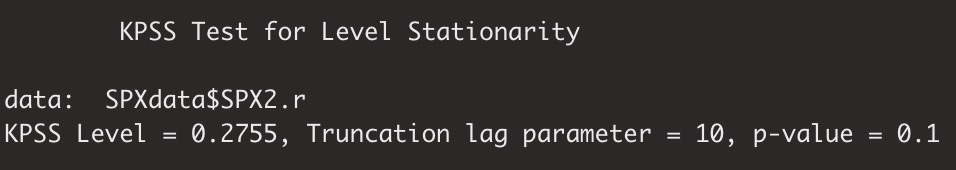 KPSS Test for Level Stationarity
data:  SPXdata$SPX2.r
KPSS Level = 0.2755, Truncation lag parameter = 10, p-value = 0.1